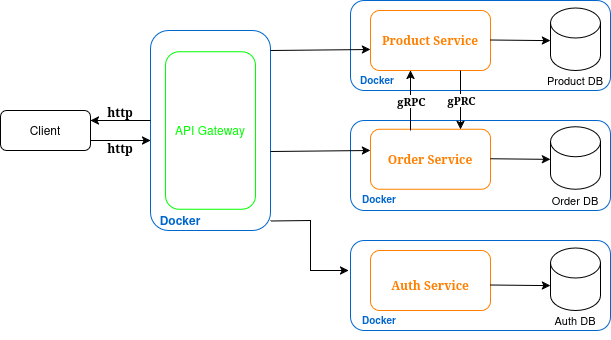 Product Service
Docker
Product DB
http
gRPC
gPRC
Client
API Gateway
http
Order Service
Docker
Order DB
Docker
Auth Service
Docker
Auth DB